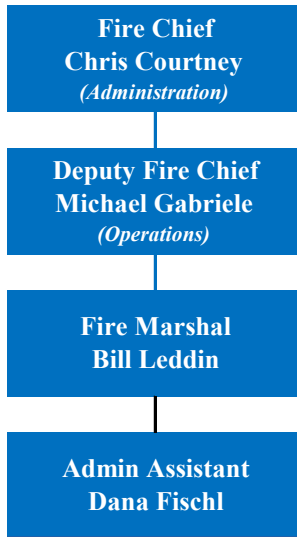 Fire Chief
Chris Courtney
(Administration)
Deputy Fire Chief
Michael Gabriele
(Operations)
Fire Marshal
Bill Leddin
Admin Assistant
Dana Fischl